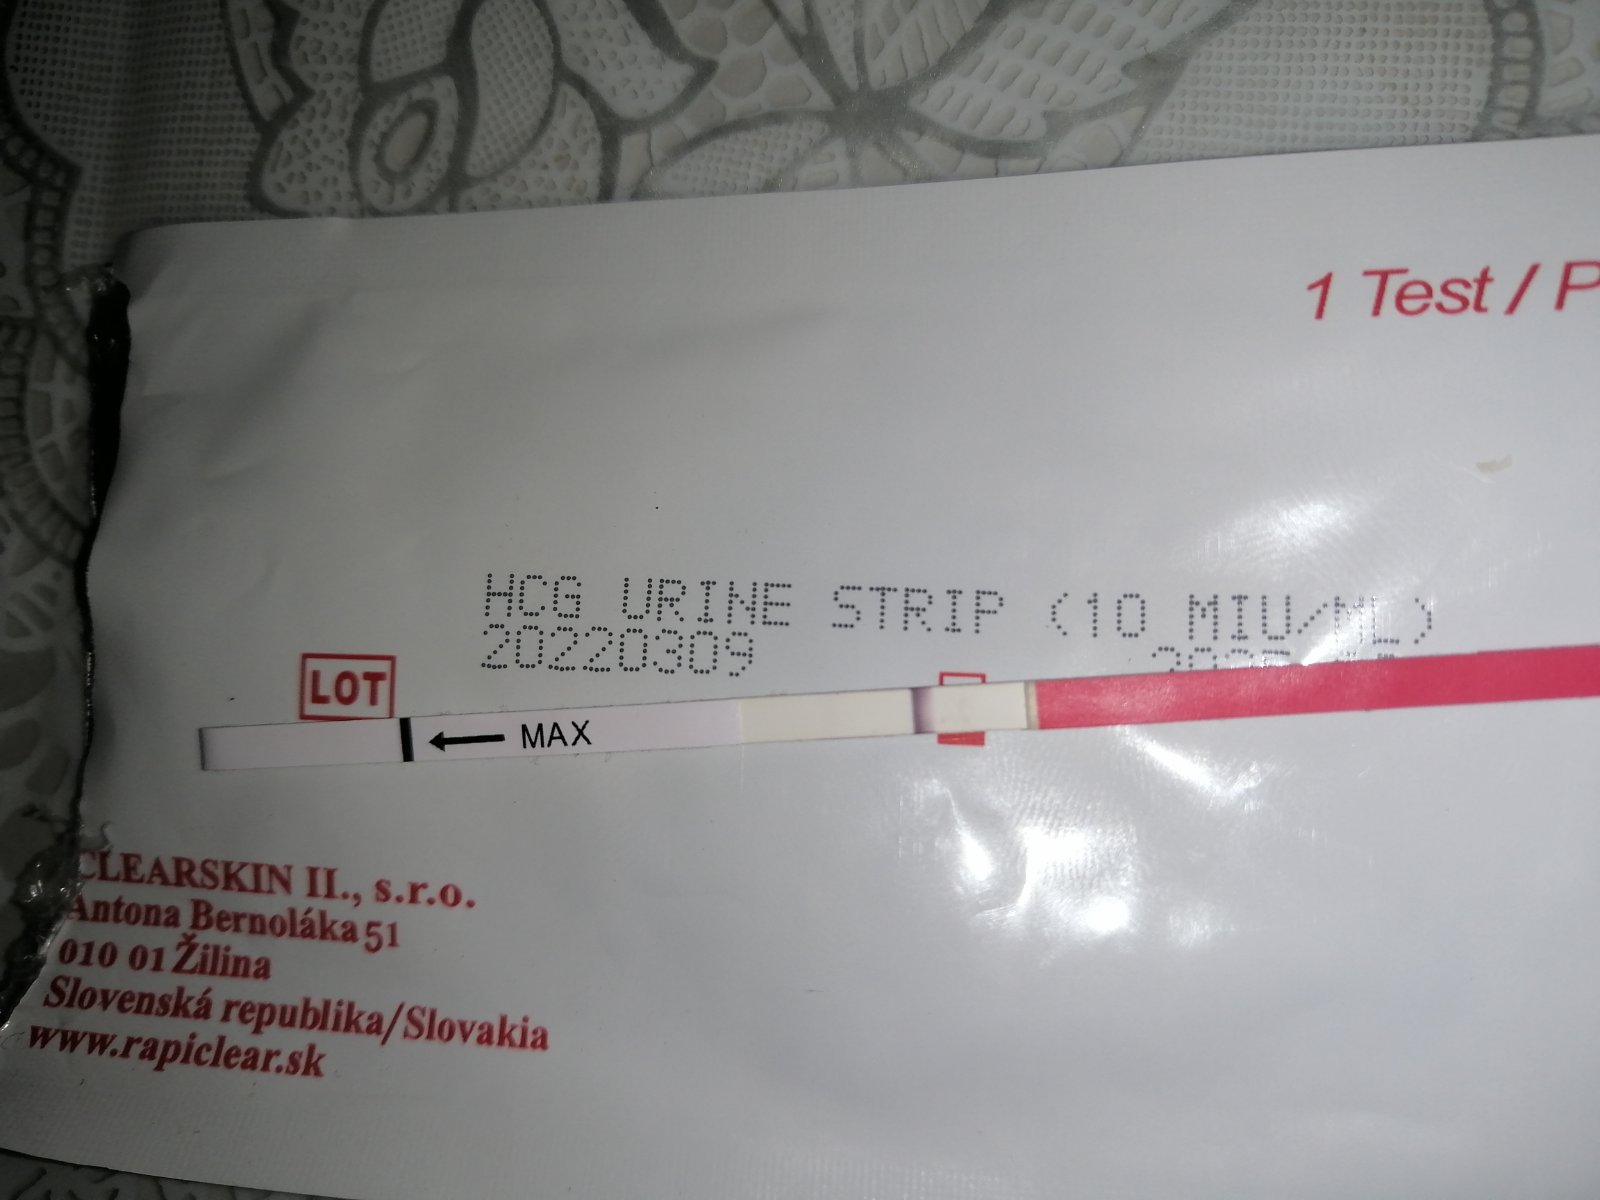 1 Test /
HCG URINE STRIP (10 MIU/ML)
20220309
LOT
MAX
CLEARSKIN II., s.r.o.
Antona Bernoláka 51
010 01 Žilina
Slovenská republika/Slovakia
www.rapiclear.sk